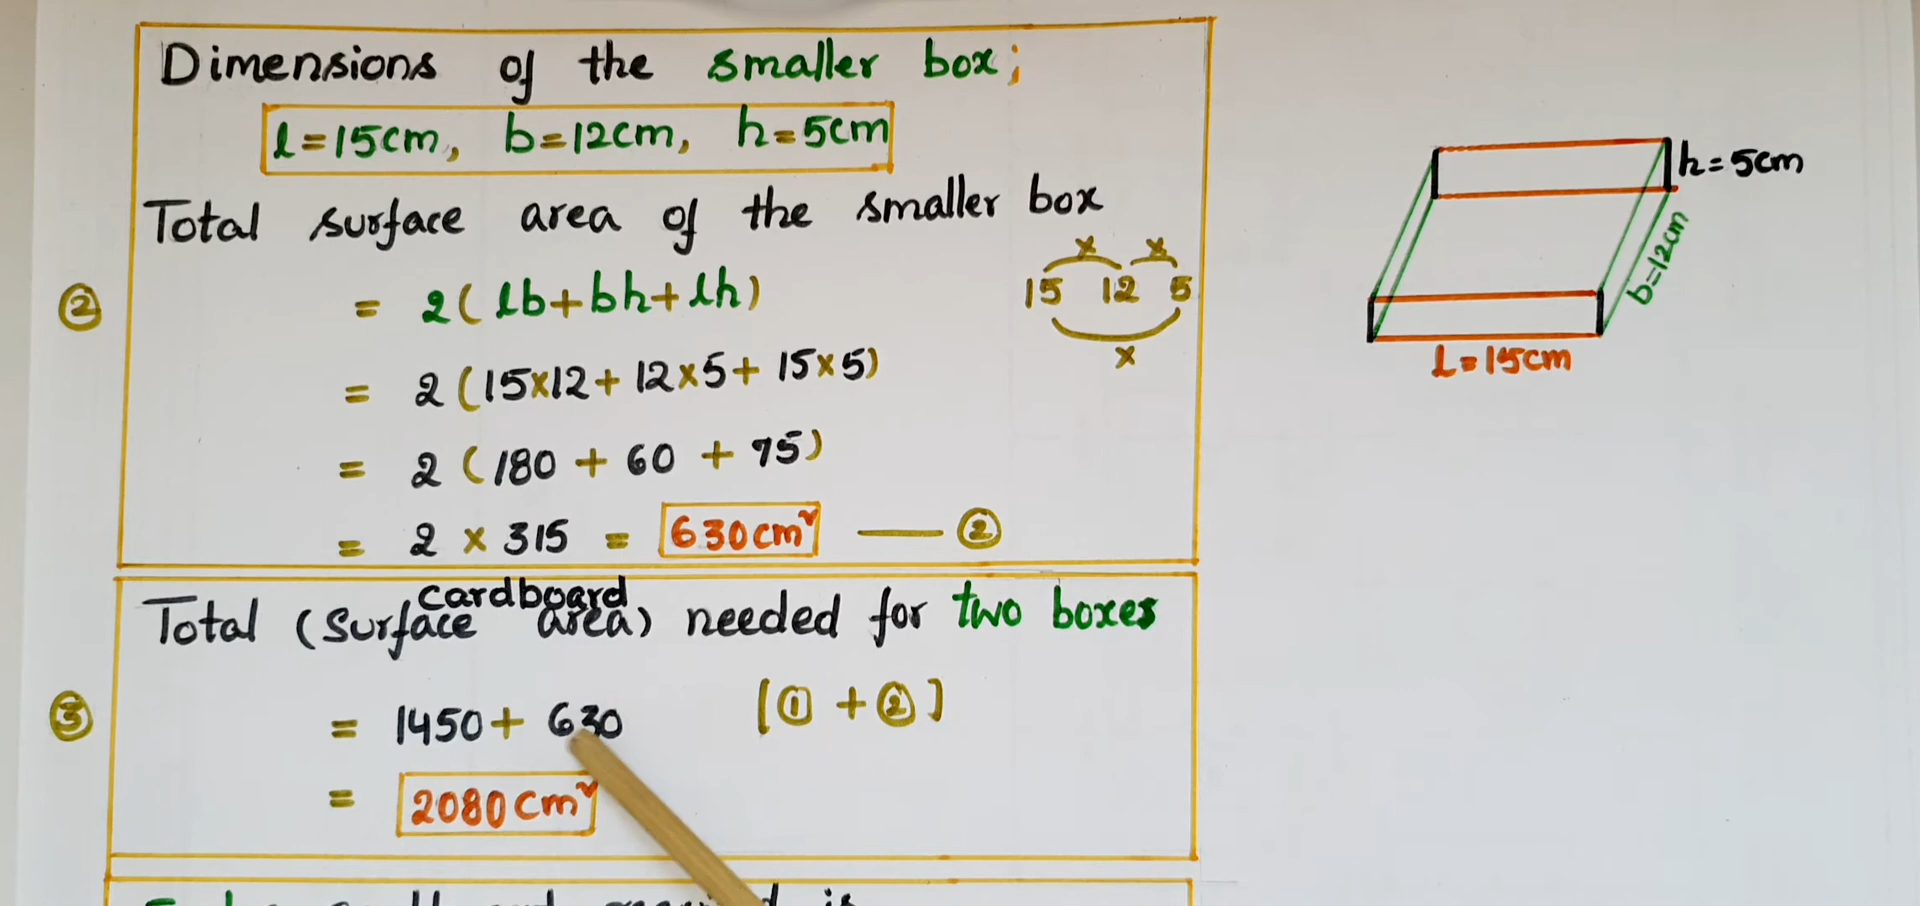 Dimensions of the smaller box;
l=15cm, b=12cm, h=5cm
Total surface area of the smaller box
②
= 2(lb+bh+lh)
= 2(15×12+12×5+15×5)
= 2(180+60+75)
= 2×315 = 630cm² — ②
× ×
15 12 5
×
h=5cm
b=12cm
l=15cm
cardboard
Total (Surface area) needed for two boxes
③
= 1450+630 [①+②]
= 2080cm²
is